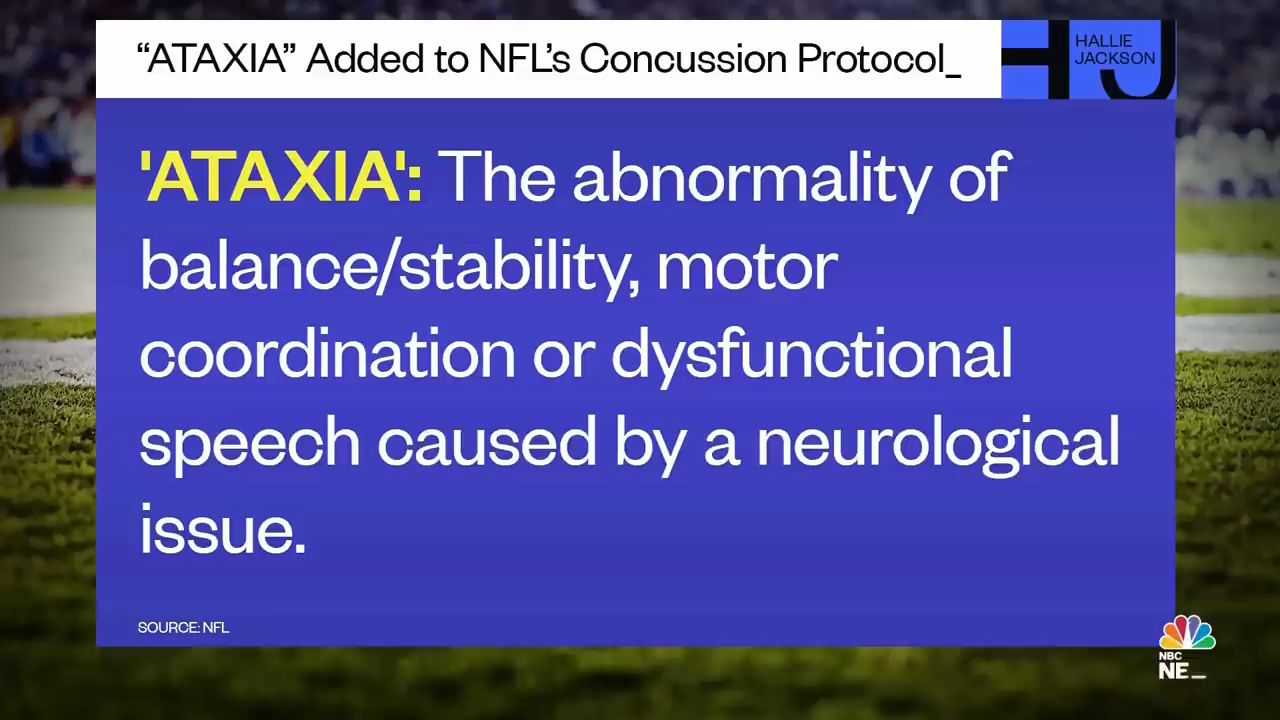 “ATAXIA” Added to NFL’s Concussion Protocol_
HALLIE
JACKSON
'ATAXIA': The abnormality of
balance/stability, motor
coordination or dysfunctional
speech caused by a neurological
issue.
SOURCE: NFL
NBC
NE_